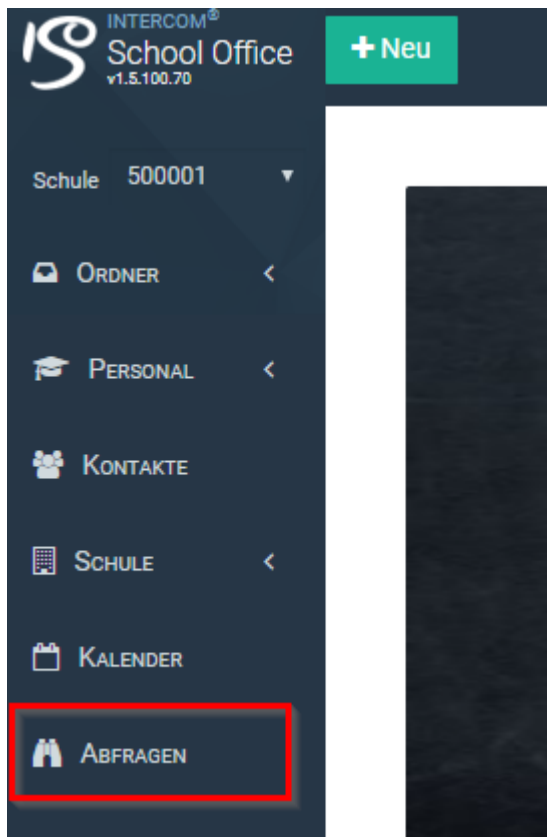 INTERCOM®
School Office
v1.5.100.70
+ Neu
Schule 500001
ORDNER
PERSONAL
KONTAKTE
SCHULE
KALENDER
ABFRAGEN